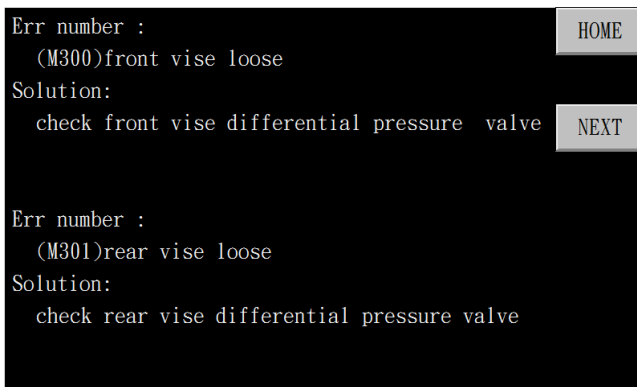 Err number :
HOME
(M300)front vise loose
Solution:
check front vise differential pressure  valve
NEXT
Err number :
(M301)rear vise loose
Solution:
check rear vise differential pressure valve